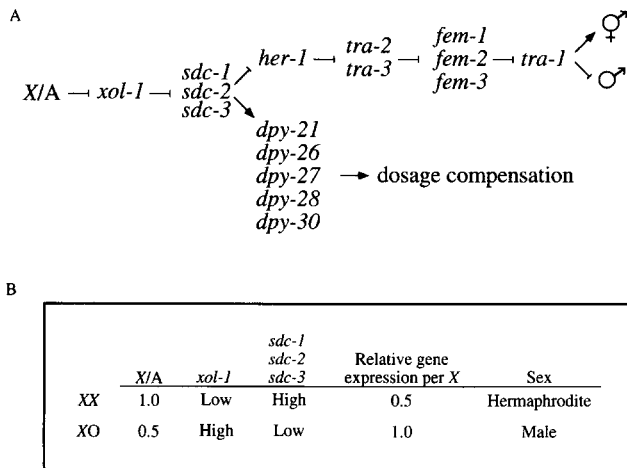 A
X/A xol-1 sdc-1 her-1 tra-2 fem-1 tra-1
sdc-2 tra-3 fem-2
sdc-3 fem-3
dpy-21
dpy-26
dpy-27 dosage compensation
dpy-28
dpy-30
B
sdc-1
sdc-2 Relative gene
X/A xol-1 sdc-3 expression per X Sex
XX 1.0 Low High 0.5 Hermaphrodite
XO 0.5 High Low 1.0 Male